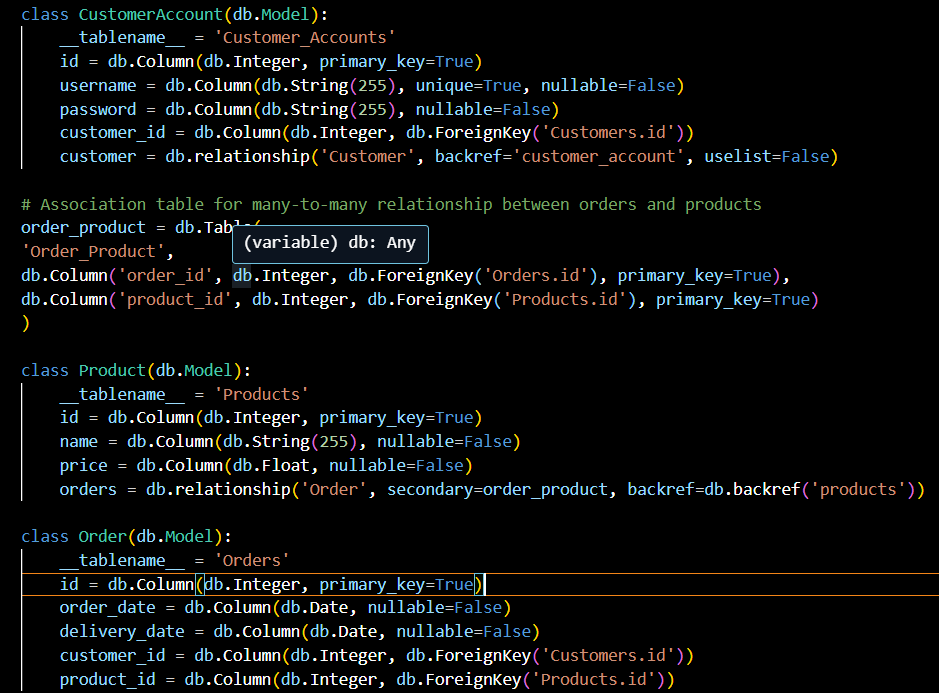 class CustomerAccount(db.Model):
    __tablename__ = 'Customer_Accounts'
    id = db.Column(db.Integer, primary_key=True)
    username = db.Column(db.String(255), unique=True, nullable=False)
    password = db.Column(db.String(255), nullable=False)
    customer_id = db.Column(db.Integer, db.ForeignKey('Customers.id'))
    customer = db.relationship('Customer', backref='customer_account', uselist=False)
# Association table for many-to-many relationship between orders and products
order_product = db.Table(
(variable) db: Any
'Order_Product',
db.Column('order_id', db.Integer, db.ForeignKey('Orders.id'), primary_key=True),
db.Column('product_id', db.Integer, db.ForeignKey('Products.id'), primary_key=True)
)
class Product(db.Model):
    __tablename__ = 'Products'
    id = db.Column(db.Integer, primary_key=True)
    name = db.Column(db.String(255), nullable=False)
    price = db.Column(db.Float, nullable=False)
    orders = db.relationship('Order', secondary=order_product, backref=db.backref('products'))
class Order(db.Model):
    __tablename__ = 'Orders'
    id = db.Column(db.Integer, primary_key=True)
    order_date = db.Column(db.Date, nullable=False)
    delivery_date = db.Column(db.Date, nullable=False)
    customer_id = db.Column(db.Integer, db.ForeignKey('Customers.id'))
    product_id = db.Column(db.Integer, db.ForeignKey('Products.id'))